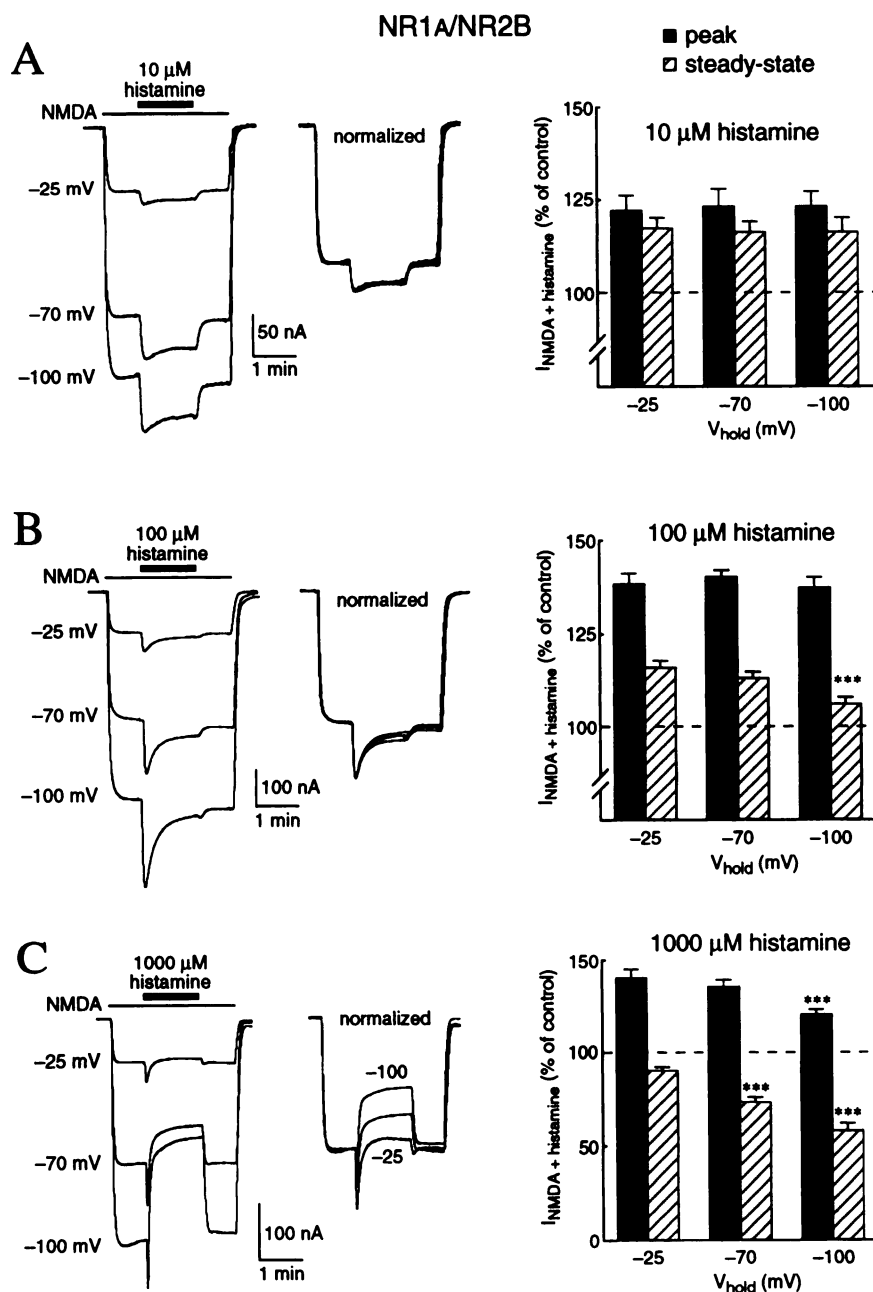 NR1A/NR2B
peak
steady-state
A
10 µM
histamine
NMDA
−25 mV
−70 mV
−100 mV
50 nA
1 min
normalized
10 µM histamine
I NMDA + histamine (% of control)
150
125
100
−25 −70 −100
Vhold (mV)
B
100 µM
histamine
NMDA
−25 mV
−70 mV
−100 mV
100 nA
1 min
normalized
100 µM histamine
I NMDA + histamine (% of control)
150
125
100
***
−25 −70 −100
Vhold (mV)
C
1000 µM
histamine
NMDA
−25 mV
−70 mV
−100 mV
100 nA
1 min
normalized
−100
−25
1000 µM histamine
I NMDA + histamine (% of control)
150
100
50
0
***
***
***
−25 −70 −100
Vhold (mV)